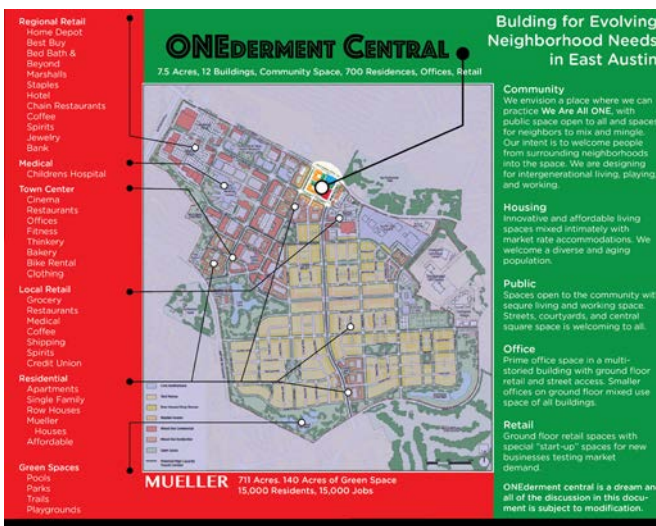 Regional Retail
Home Depot
Best Buy
Bed Bath &
Beyond
Marshalls
Staples
Hotel
Chain Restaurants
Coffee
Spirits
Jewelry
Bank
Medical
Childrens Hospital
Town Center
Cinema
Restaurants
Offices
Fitness
Thinkery
Bakery
Bike Rental
Clothing
Local Retail
Grocery
Restaurants
Medical
Coffee
Shipping
Spirits
Credit Union
Residential
Apartments
Single Family
Row Houses
Mueller
Houses
Affordable
Green Spaces
Pools
Parks
Trails
Playgrounds
ONEDERMENT CENTRAL
7.5 Acres, 12 Buildings, Community Space, 700 Residences, Offices, Retail
MUELLER
711 Acres. 140 Acres of Green Space
15,000 Residents, 15,000 Jobs
Bulding for Evolving
Neighborhood Needs
in East Austin
Community
We envision a place where we can
practice We Are All ONE, with
public space open to all and spaces
for neighbors to mix and mingle.
Our intent is to welcome people
from surrounding neighborhoods
into the space. We are designing
for intergenerational living, playing,
and working.
Housing
Innovative and affordable living
spaces mixed intimately with
market rate accommodations. We
welcome a diverse and aging
population.
Public
Spaces open to the community with
sequre living and working space.
Streets, courtyards, and central
square space is welcoming to all.
Office
Prime office space in a multi-
storied building with ground floor
retail and street access. Smaller
offices on ground floor mixed use
space of all buildings.
Retail
Ground floor retail spaces with
special "start-up" spaces for new
businesses testing market
demand.
ONEderment central is a dream and
all of the discussion in this docu-
ment is subject to modification.